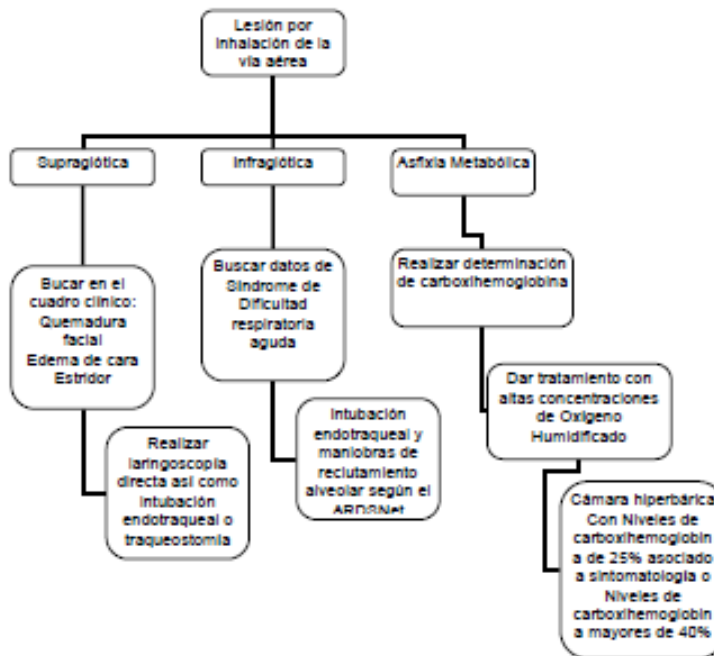 Lesión por
Inhalación de la
vía aérea
Supraglótica
Infraglótica
Asfixia Metabólica
Bucar en el
cuadro clínico:
Quemadura
facial
Edema de cara
Estridor
Buscar datos de
Síndrome de
Dificultad
respiratoria
aguda
Realizar determinación
de carboxihemoglobina
Realizar
laringoscopia
directa así como
Intubación
endotraqueal o
traqueostomía
Intubación
endotraqueal y
maniobras de
reclutamiento
alveolar según el
ARDSNet
Dar tratamiento con
altas concentraciones
de Oxígeno
Humidificado
Cámara hiperbárica
Con Niveles de
carboxihemoglobin
a de 25% asociado
a sintomatología o
Niveles de
carboxihemoglobin
a mayores de 40%